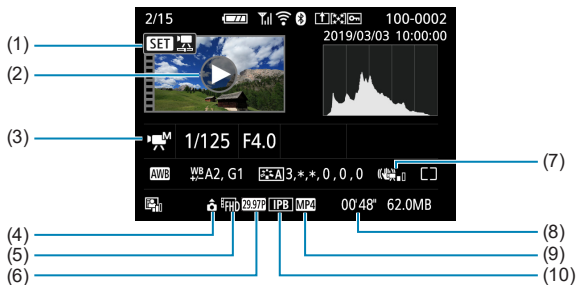 2/15 100-0002
2019/03/03 10:00:00
(1) SET
(2)
(3) M 1/125 F4.0
(7)
AWB WB +/- A2, G1 A 3,*,*, 0 , 0 , 0
EFHD 29.97P IPB MP4 00'48" 62.0MB
(4) (8)
(5) (9)
(6) (10)